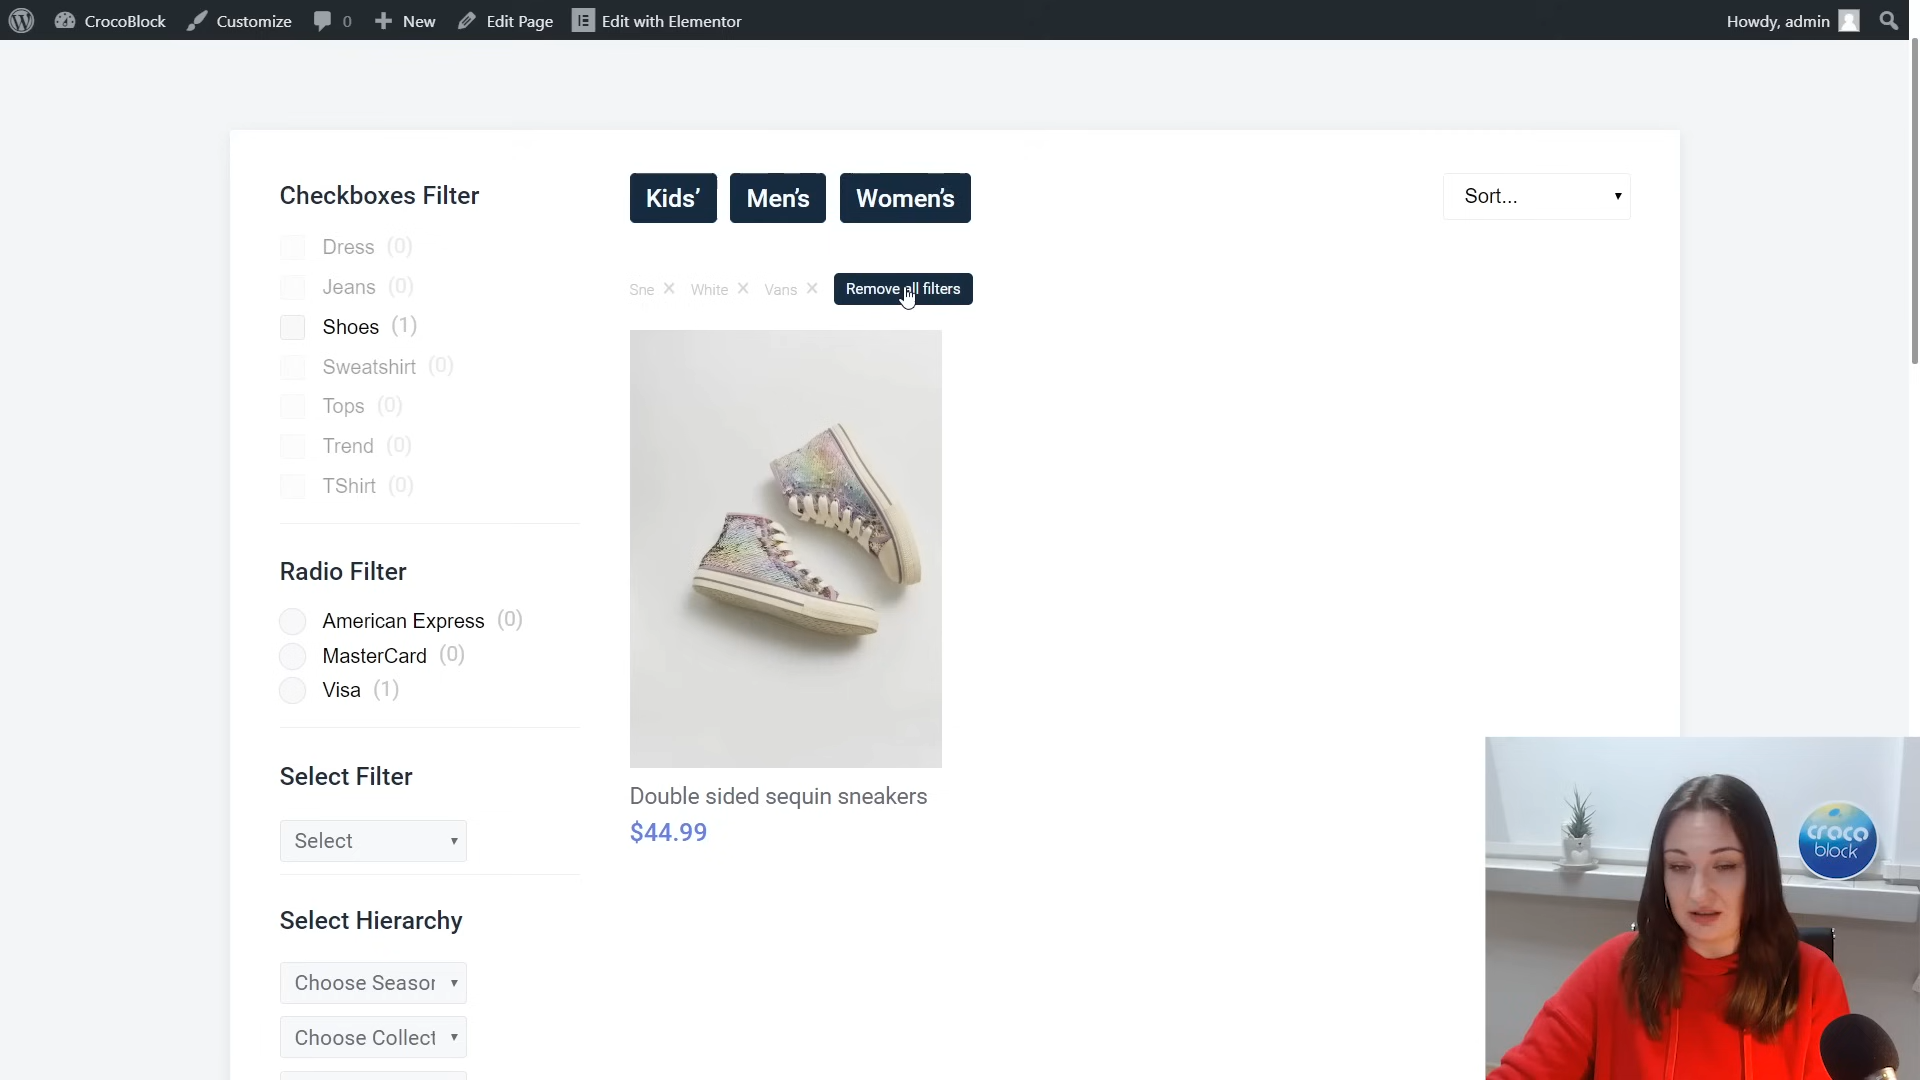 CrocoBlock Customize 0 New Edit Page Edit with Elementor Howdy, admin
Checkboxes Filter
Dress (0)
Jeans (0)
Shoes (1)
Sweatshirt (0)
Tops (0)
Trend (0)
TShirt (0)
Radio Filter
American Express (0)
MasterCard (0)
Visa (1)
Select Filter
Select
Select Hierarchy
Choose Season
Choose Collect
Kids’ Men’s Women’s
Sort...
Sne × White × Vans × Remove all filters
Double sided sequin sneakers
$44.99
croco
block